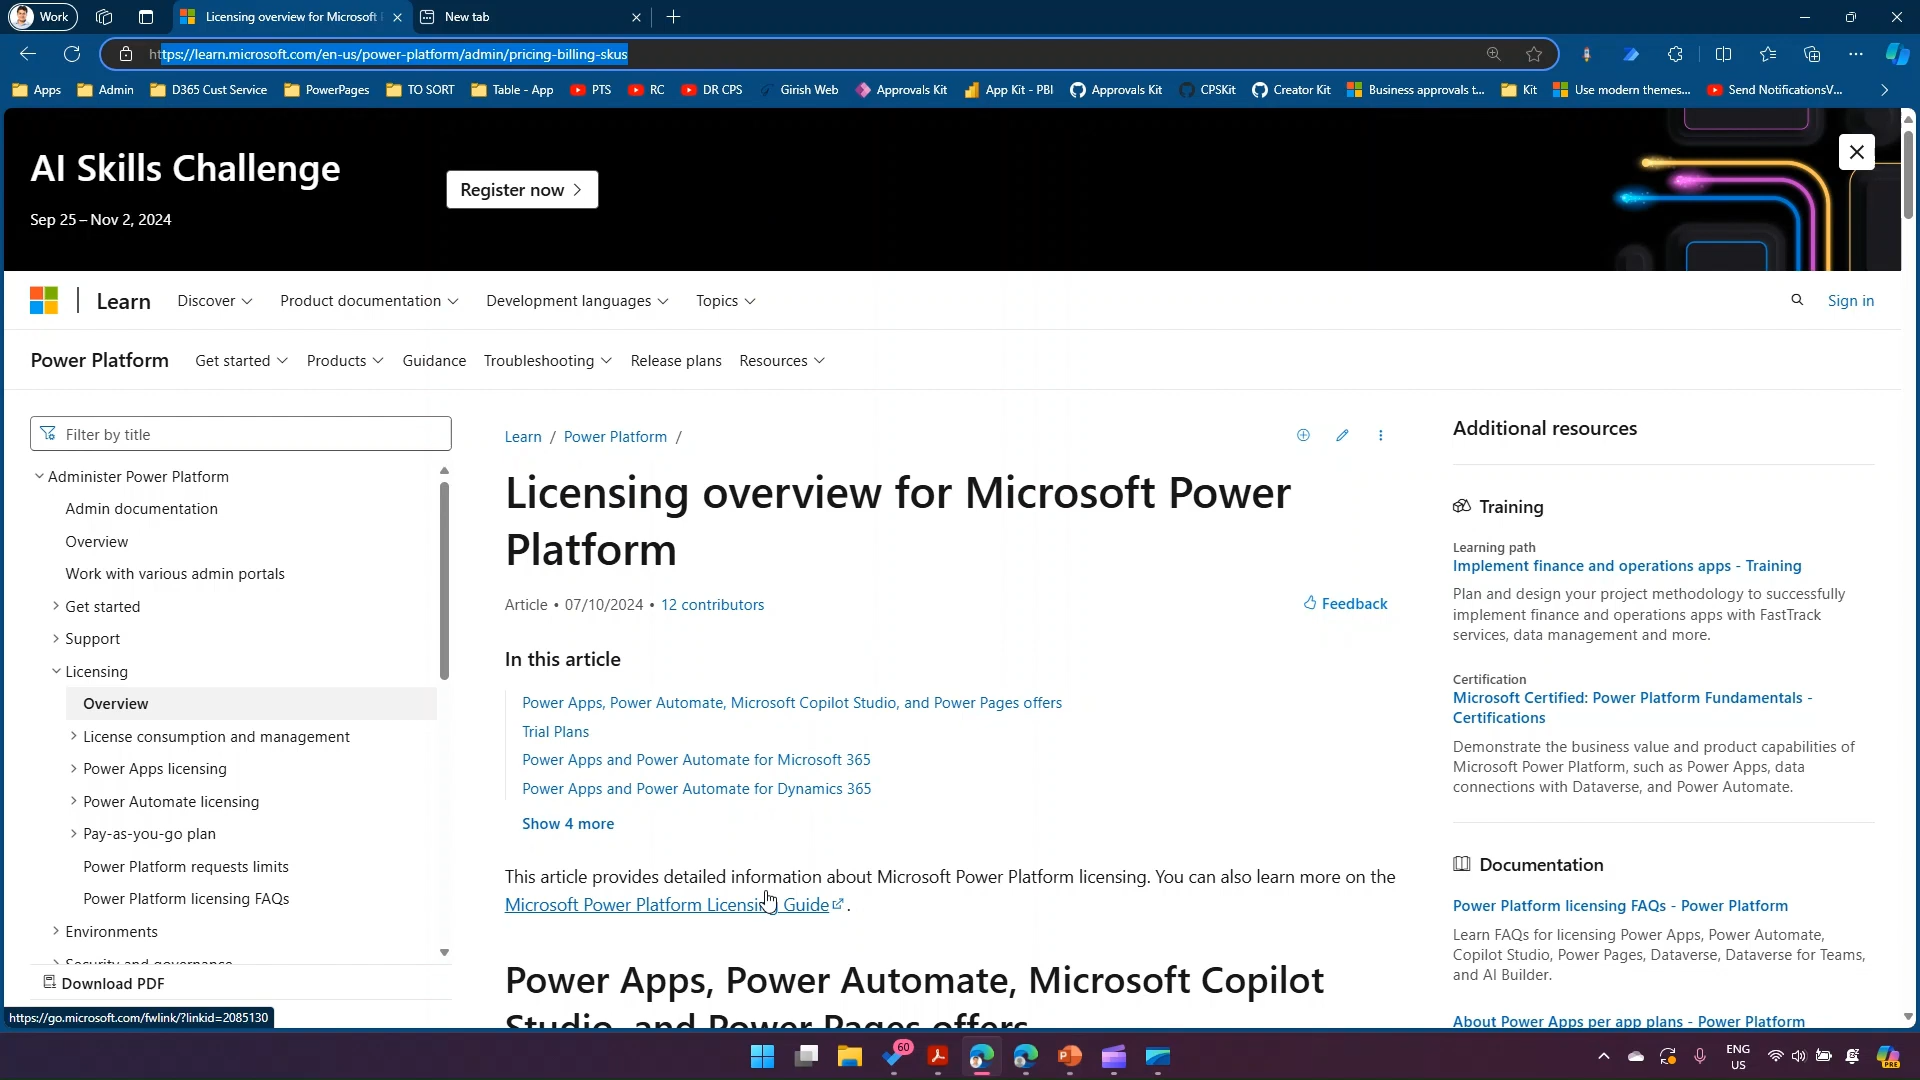 Work
Licensing overview for Microsoft
New tab
https://learn.microsoft.com/en-us/power-platform/admin/pricing-billing-skus
Apps
Admin
D365 Cust Service
PowerPages
TO SORT
Table - App
PTS
RC
DR CPS
Girish Web
Approvals Kit
App Kit - PBI
Approvals Kit
CPSKit
Creator Kit
Business approvals t...
Kit
Use modern themes...
Send NotificationsV...
AI Skills Challenge
Register now
Sep 25 – Nov 2, 2024
Learn
Discover
Product documentation
Development languages
Topics
Sign in
Power Platform
Get started
Products
Guidance
Troubleshooting
Release plans
Resources
Filter by title
Administer Power Platform
Admin documentation
Overview
Work with various admin portals
Get started
Support
Licensing
Overview
License consumption and management
Power Apps licensing
Power Automate licensing
Pay-as-you-go plan
Power Platform requests limits
Power Platform licensing FAQs
Environments
Security and governance
Download PDF
https://go.microsoft.com/fwlink/?linkid=2085130
Learn / Power Platform /
Licensing overview for Microsoft Power
Platform
Article • 07/10/2024 • 12 contributors
Feedback
In this article
Power Apps, Power Automate, Microsoft Copilot Studio, and Power Pages offers
Trial Plans
Power Apps and Power Automate for Microsoft 365
Power Apps and Power Automate for Dynamics 365
Show 4 more
This article provides detailed information about Microsoft Power Platform licensing. You can also learn more on the
Microsoft Power Platform Licensing Guide.
Power Apps, Power Automate, Microsoft Copilot
Studio, and Power Pages offers
Additional resources
Training
Learning path
Implement finance and operations apps - Training
Plan and design your project methodology to successfully
implement finance and operations apps with FastTrack
services, data management and more.
Certification
Microsoft Certified: Power Platform Fundamentals -
Certifications
Demonstrate the business value and product capabilities of
Microsoft Power Platform, such as Power Apps, data
connections with Dataverse, and Power Automate.
Documentation
Power Platform licensing FAQs - Power Platform
Learn FAQs for licensing Power Apps, Power Automate,
Copilot Studio, Power Pages, Dataverse, Dataverse for Teams,
and AI Builder.
About Power Apps per app plans - Power Platform
60
ENG
US
PRE